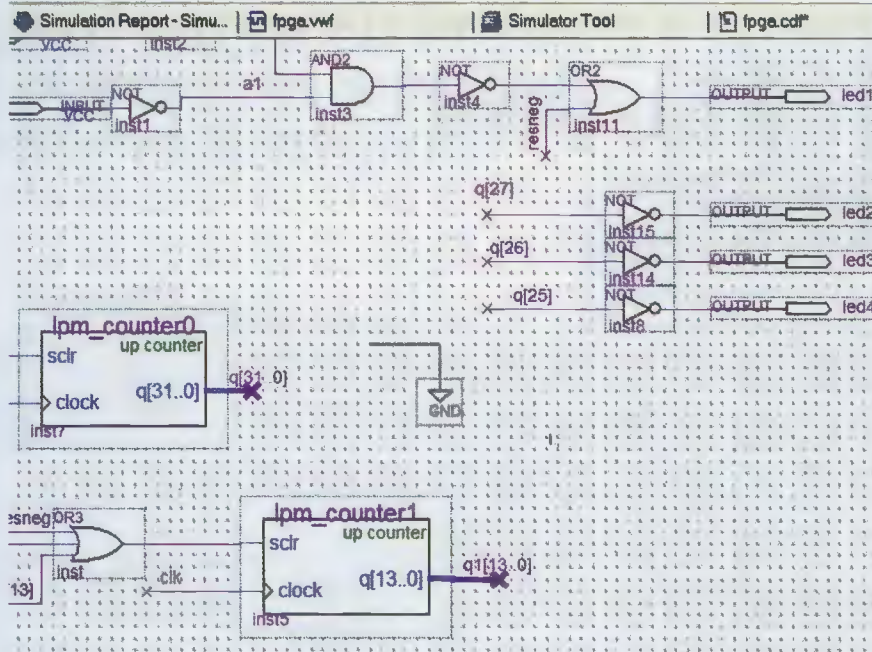 Simulation Report - Simu... fpga.vwf Simulator Tool fpga.cdf*
VCC inst2
AND2
NOT a1 NOT OR2
INPUT OUTPUT led1
VCC
inst1 inst3 inst4 inst11
resneg
q[27] NOT OUTPUT led2
inst15
q[26] NOT OUTPUT led3
inst14
q[25] NOT OUTPUT led4
inst8
lpm_counter0
up counter
sclr
q[31..0] q[31..0]
clock
GND
inst7
lpm_counter1
esneg OR3
up counter
sclr
inst
clk q[13..0] q1[13..0]
13] clock
inst5